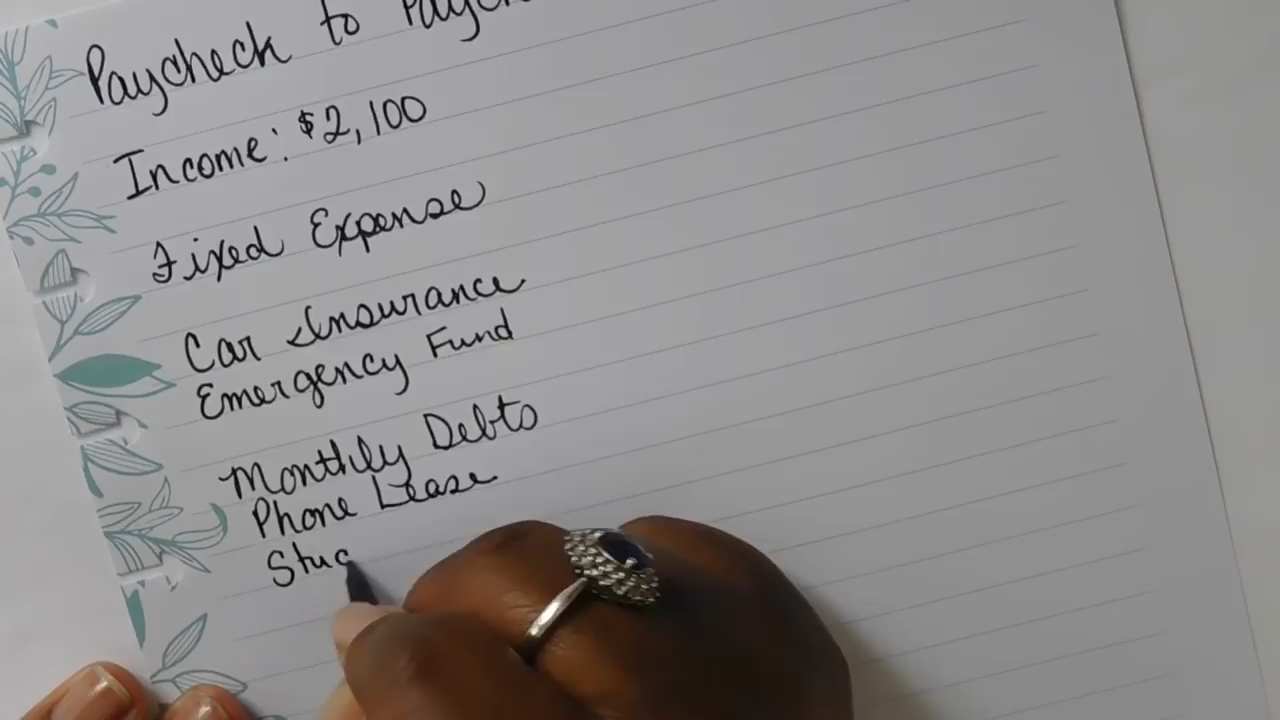 Paycheck to
Income: $2,100
Fixed Expense
Car Insurance
Emergency Fund
Monthly Debts
Phone Lease